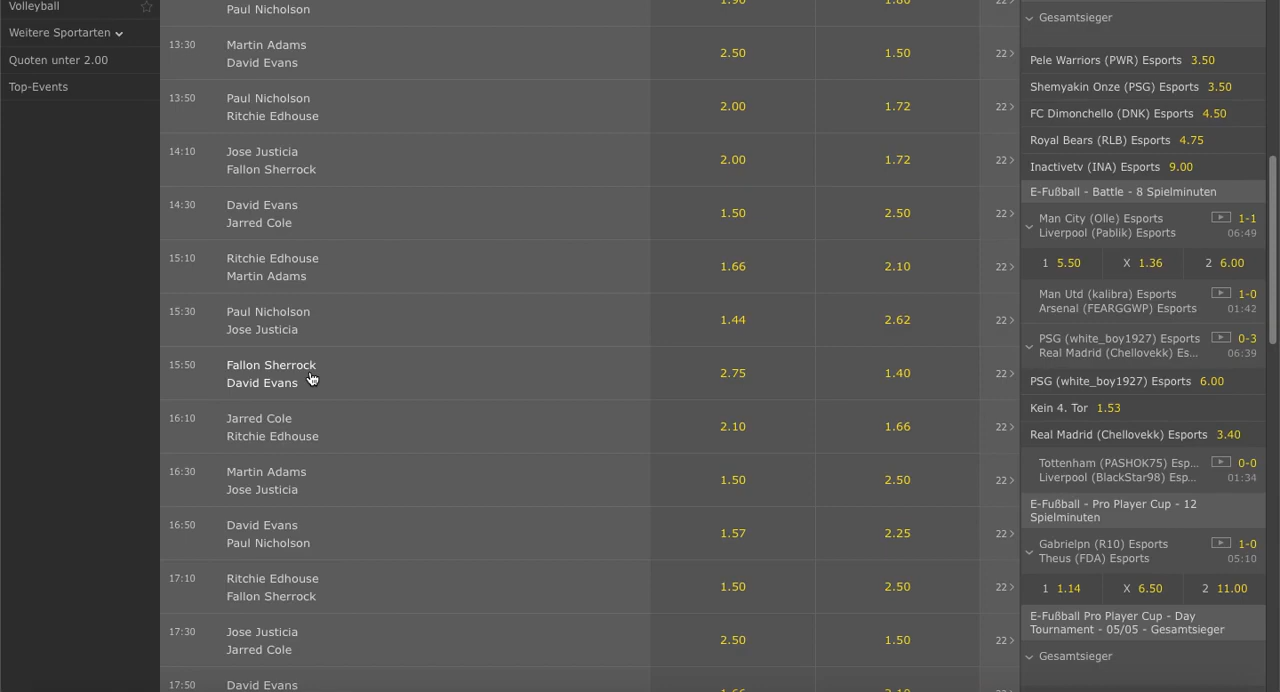 Volleyball
Weitere Sportarten
Quoten unter 2.00
Top-Events
Paul Nicholson
13:30 Martin Adams 2.50 1.50 22
David Evans
13:50 Paul Nicholson 2.00 1.72 22
Ritchie Edhouse
14:10 Jose Justicia 2.00 1.72 22
Fallon Sherrock
14:30 David Evans 1.50 2.50 22
Jarred Cole
15:10 Ritchie Edhouse 1.66 2.10 22
Martin Adams
15:30 Paul Nicholson 1.44 2.62 22
Jose Justicia
15:50 Fallon Sherrock 2.75 1.40 22
David Evans
16:10 Jarred Cole 2.10 1.66 22
Ritchie Edhouse
16:30 Martin Adams 1.50 2.50 22
Jose Justicia
16:50 David Evans 1.57 2.25 22
Paul Nicholson
17:10 Ritchie Edhouse 1.50 2.50 22
Fallon Sherrock
17:30 Jose Justicia 2.50 1.50 22
Jarred Cole
17:50 David Evans
Gesamtsieger
Pele Warriors (PWR) Esports 3.50
Shemyakin Onze (PSG) Esports 3.50
FC Dimonchello (DNK) Esports 4.50
Royal Bears (RLB) Esports 4.75
Inactivetv (INA) Esports 9.00
E-Fußball - Battle - 8 Spielminuten
Man City (Olle) Esports 1-1
Liverpool (Pablik) Esports 06:49
1 5.50 X 1.36 2 6.00
Man Utd (kalibra) Esports 1-0
Arsenal (FEARGGWP) Esports 01:42
PSG (white_boy1927) Esports 0-3
Real Madrid (Chellovekk) Es... 06:39
PSG (white_boy1927) Esports 6.00
Kein 4. Tor 1.53
Real Madrid (Chellovekk) Esports 3.40
Tottenham (PASHOK75) Esp... 0-0
Liverpool (BlackStar98) Esp... 01:34
E-Fußball - Pro Player Cup - 12
Spielminuten
Gabrielpn (R10) Esports 1-0
Theus (FDA) Esports 05:10
1 1.14 X 6.50 2 11.00
E-Fußball Pro Player Cup - Day
Tournament - 05/05 - Gesamtsieger
Gesamtsieger